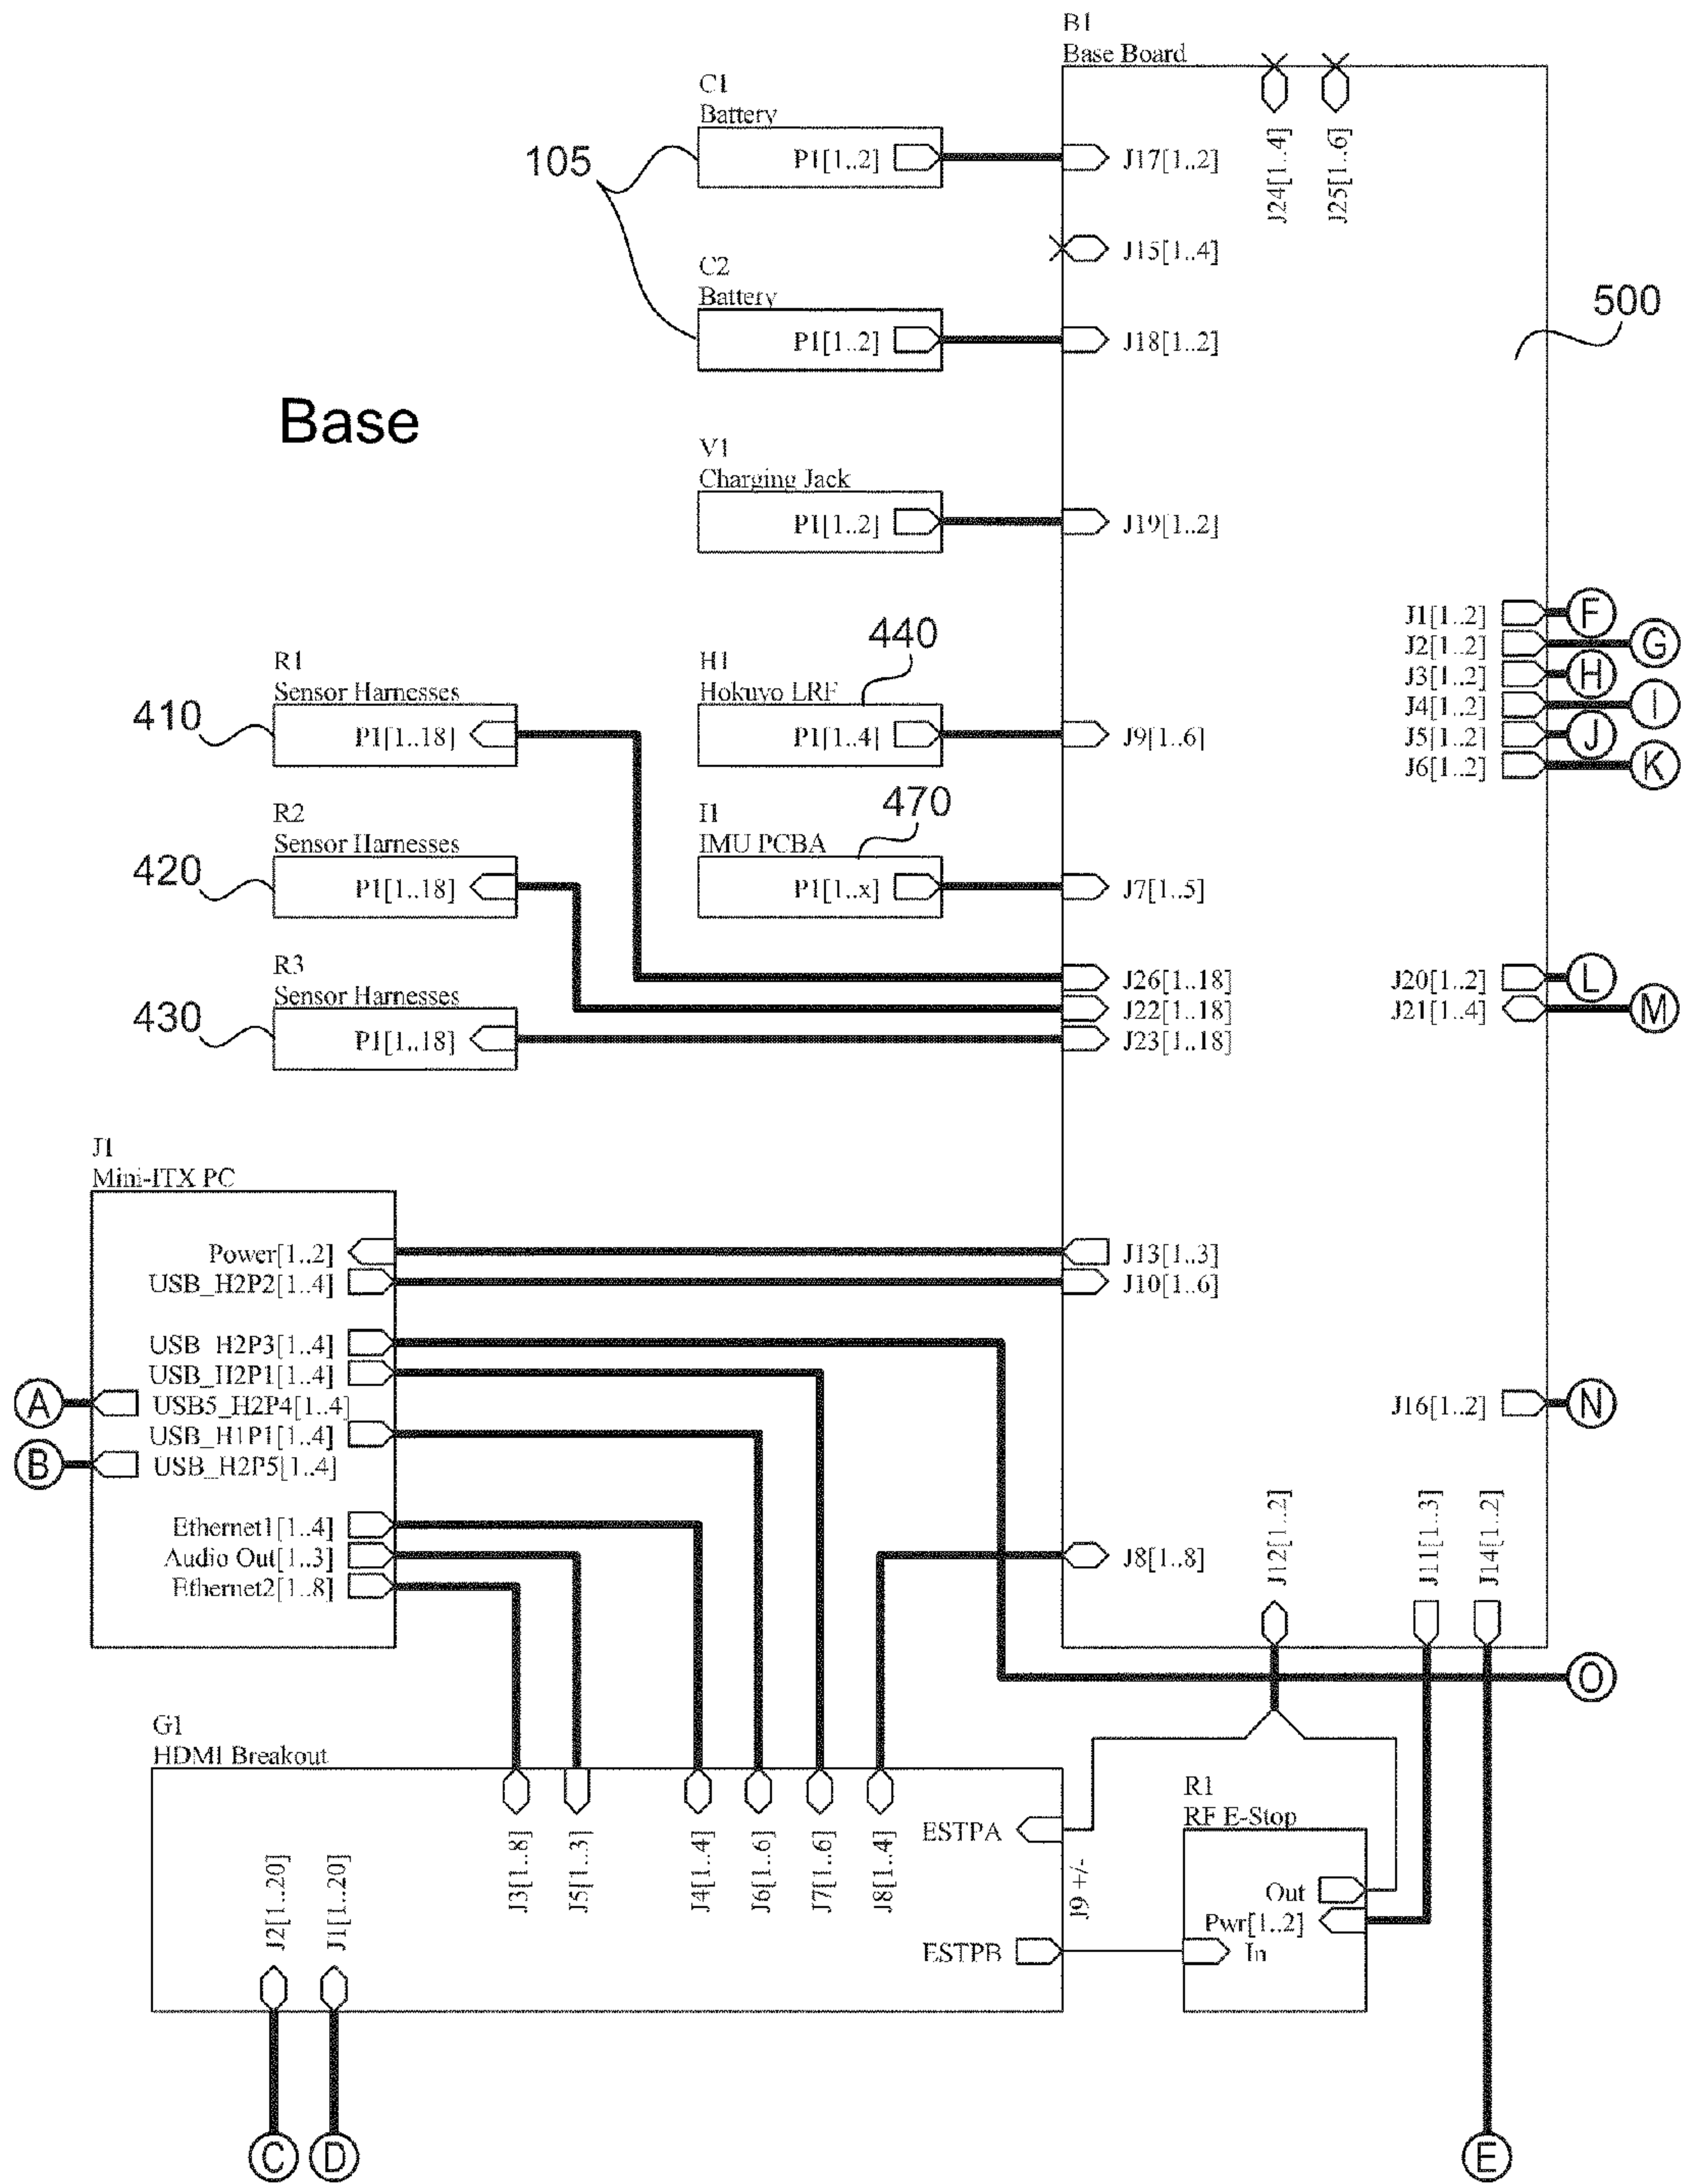 B1
Base Board
C1
Battery
P1[1..2]
J17[1..2]
J24[1..4]
J25[1..6]
105
J15[1..4]
C2
Battery
P1[1..2]
J18[1..2]
500
Base
V1
Charging Jack
P1[1..2]
J19[1..2]
J1[1..2]
F
J2[1..2]
G
J3[1..2]
H
J4[1..2]
I
J5[1..2]
J
J6[1..2]
K
R1
Sensor Harnesses
410
P1[1..18]
H1
Hokuyo LRF
440
P1[1..4]
J9[1..6]
R2
Sensor Harnesses
420
P1[1..18]
I1
IMU PCBA
470
P1[1..x]
J7[1..5]
R3
Sensor Harnesses
430
P1[1..18]
J26[1..18]
J22[1..18]
J23[1..18]
J20[1..2]
L
J21[1..4]
M
J1
Mini-ITX PC
Power[1..2]
J13[1..3]
USB_H2P2[1..4]
J10[1..6]
USB_H2P3[1..4]
USB_H2P1[1..4]
A
USB5_H2P4[1..4]
USB_H1P1[1..4]
B
USB_H2P5[1..4]
J16[1..2]
N
Ethernet1[1..4]
Audio Out[1..3]
Ethernet2[1..8]
J8[1..8]
J12[1..2]
J11[1..3]
J14[1..2]
O
G1
HDMI Breakout
J2[1..20]
J1[1..20]
J3[1..8]
J5[1..3]
J4[1..4]
J6[1..6]
J7[1..6]
J8[1..4]
ESTPA
J9 +/-
ESTPB
R1
RF E-Stop
Out
Pwr[1..2]
In
C
D
E